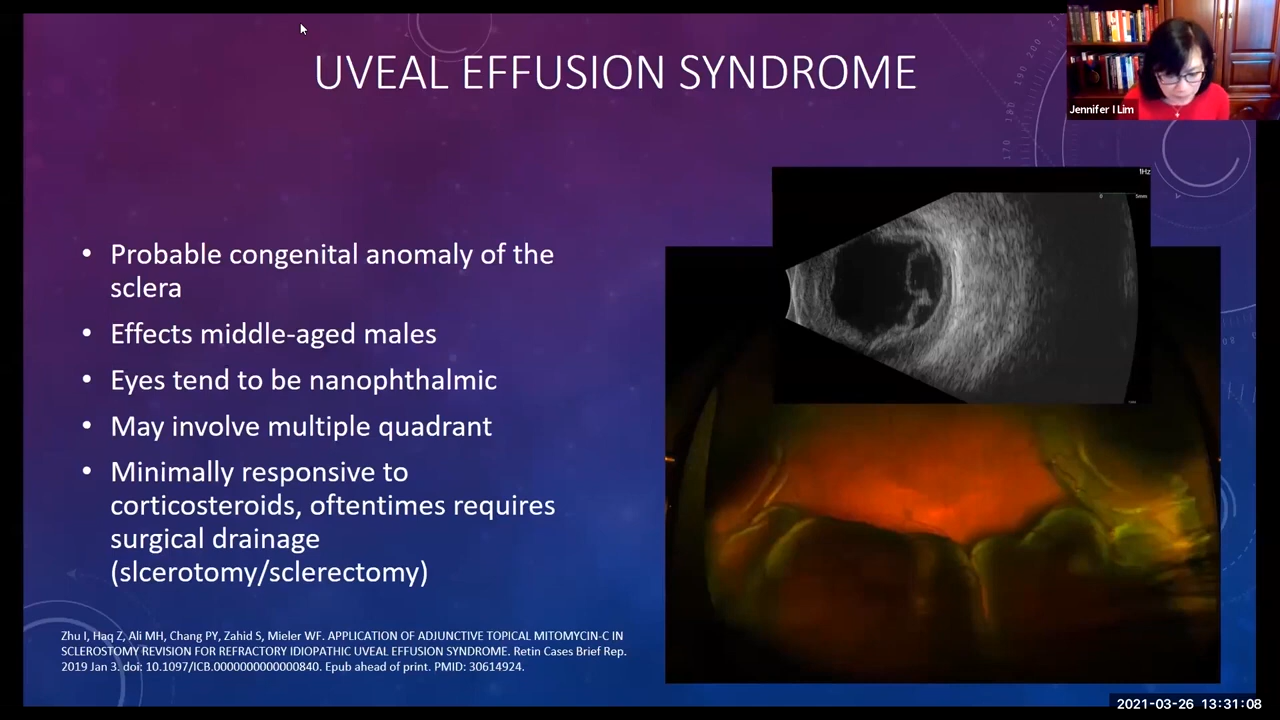 UVEAL EFFUSION SYNDROME
Jennifer I Lim
• Probable congenital anomaly of the
sclera
• Effects middle-aged males
• Eyes tend to be nanophthalmic
• May involve multiple quadrant
• Minimally responsive to
corticosteroids, oftentimes requires
surgical drainage
(slcerotomy/sclerectomy)
Zhu I, Haq Z, Ali MH, Chang PY, Zahid S, Mieler WF. APPLICATION OF ADJUNCTIVE TOPICAL MITOMYCIN-C IN
SCLEROSTOMY REVISION FOR REFRACTORY IDIOPATHIC UVEAL EFFUSION SYNDROME. Retin Cases Brief Rep.
2019 Jan 3. doi: 10.1097/ICB.0000000000000840. Epub ahead of print. PMID: 30614924.
200
190
180
170
2021-03-26 13:31:08